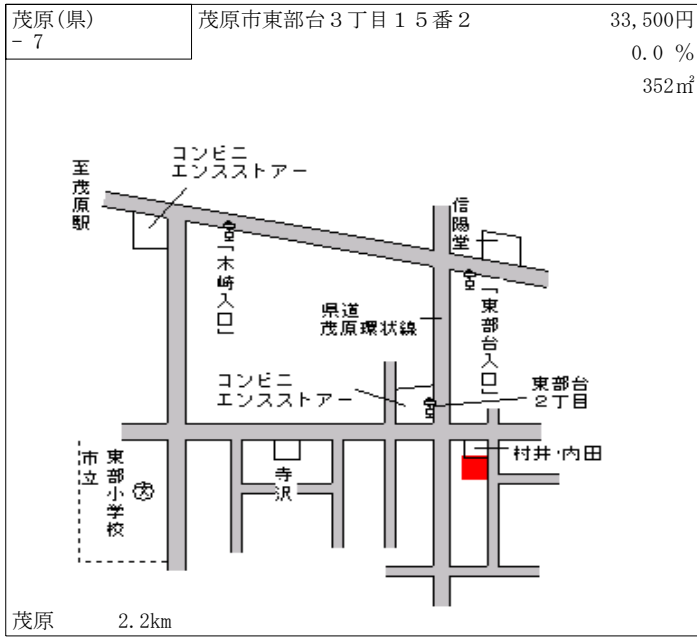 茂原(県)
- 7
茂原市東部台3丁目15番2
33,500円
0.0 %
352㎡
コンビニ
エンスストアー
至茂原駅
「木崎入口」
信陽堂
「東部台入口」
県道
茂原環状線
コンビニ
エンスストアー
東部台
2丁目
村井・内田
寺沢
市立
東部小学校
文
茂原 2.2km